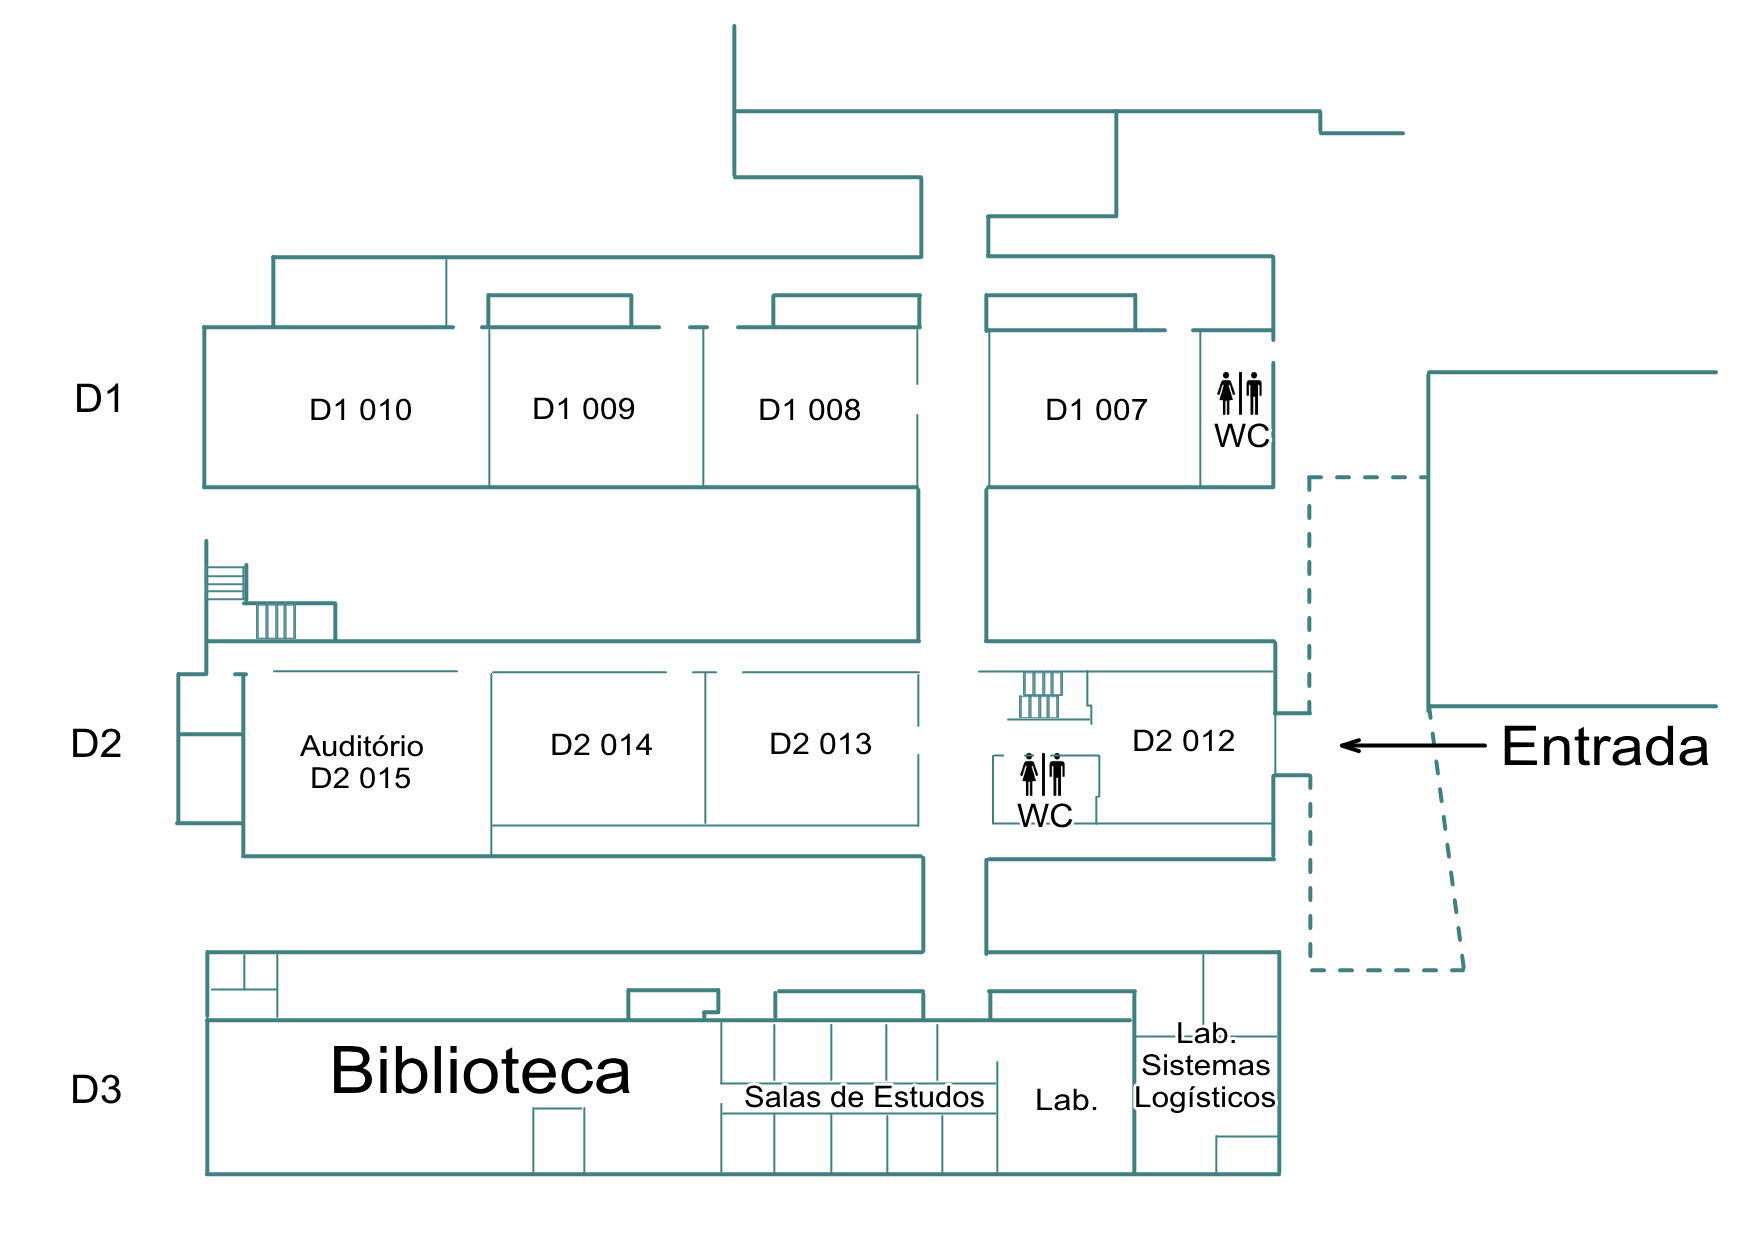 D1
D1 010
D1 009
D1 008
D1 007
WC
D2
Auditório
D2 015
D2 014
D2 013
D2 012
WC
Entrada
D3
Biblioteca
Salas de Estudos
Lab.
Lab.
Sistemas
Logísticos